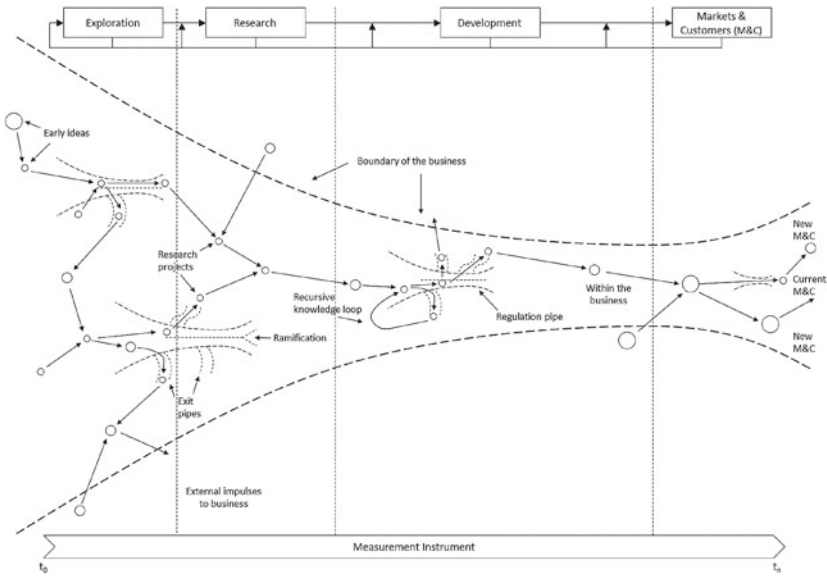 Exploration
Research
Development
Markets &
Customers (M&C)
Early ideas
Boundary of the business
New
M&C
Research
projects
Recursive
knowledge loop
Within the
business
Current
M&C
Regulation pipe
Ramification
New
M&C
Exit
pipes
External impulses
to business
Measurement Instrument
t₀
tₙ